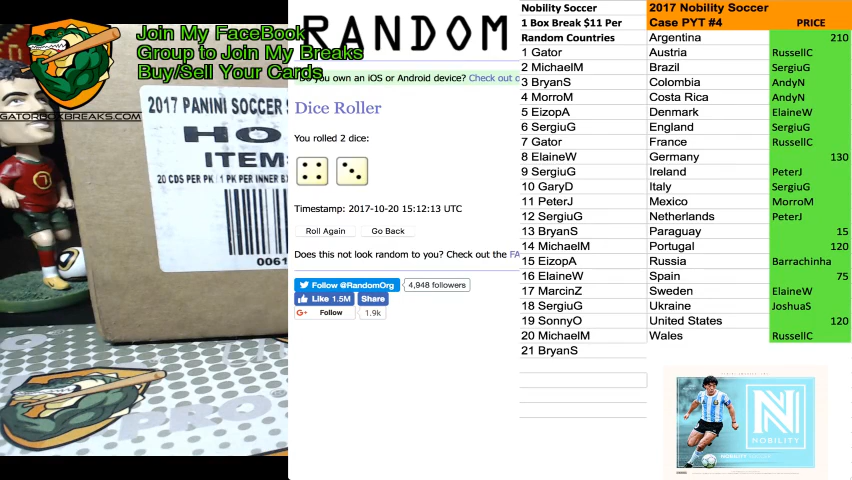 Join My FaceBook
Group to Join My Breaks
Buy/Sell Your Cards
GATORBOXBREAKS.COM
2017 PANINI SOCCER
HO
ITEM
20 CDS PER PK 1 PK PER INNER B
0061
7
PRO
RANDOM
Do you own an iOS or Android device? Check out o
Dice Roller
You rolled 2 dice:
Timestamp: 2017-10-20 15:12:13 UTC
Roll Again Go Back
Does this not look random to you? Check out the FA
Follow @RandomOrg 4,948 followers
Like 1.5M Share
G+ Follow 1.9k
Nobility Soccer
1 Box Break $11 Per
Random Countries
1 Gator
2 MichaelM
3 BryanS
4 MorroM
5 EizopA
6 SergiuG
7 Gator
8 ElaineW
9 SergiuG
10 GaryD
11 PeterJ
12 SergiuG
13 BryanS
14 MichaelM
15 EizopA
16 ElaineW
17 MarcinZ
18 SergiuG
19 SonnyO
20 MichaelM
21 BryanS
2017 Nobility Soccer
Case PYT #4 PRICE
Argentina 210
Austria RussellC
Brazil SergiuG
Colombia AndyN
Costa Rica AndyN
Denmark ElaineW
England SergiuG
France RussellC
Germany 130
Ireland PeterJ
Italy SergiuG
Mexico MorroM
Netherlands PeterJ
Paraguay 15
Portugal 120
Russia Barrachinha
Spain 75
Sweden ElaineW
Ukraine JoshuaS
United States 120
Wales RussellC
N
NOBILITY